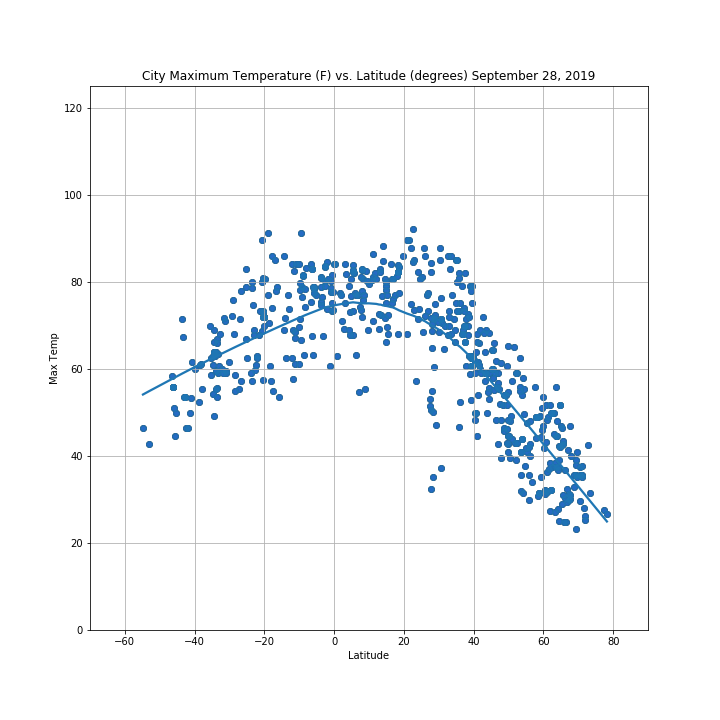 City Maximum Temperature (F) vs. Latitude (degrees) September 28, 2019
120
100
80
60
40
20
0
Max Temp
−60 −40 −20 0 20 40 60 80
Latitude